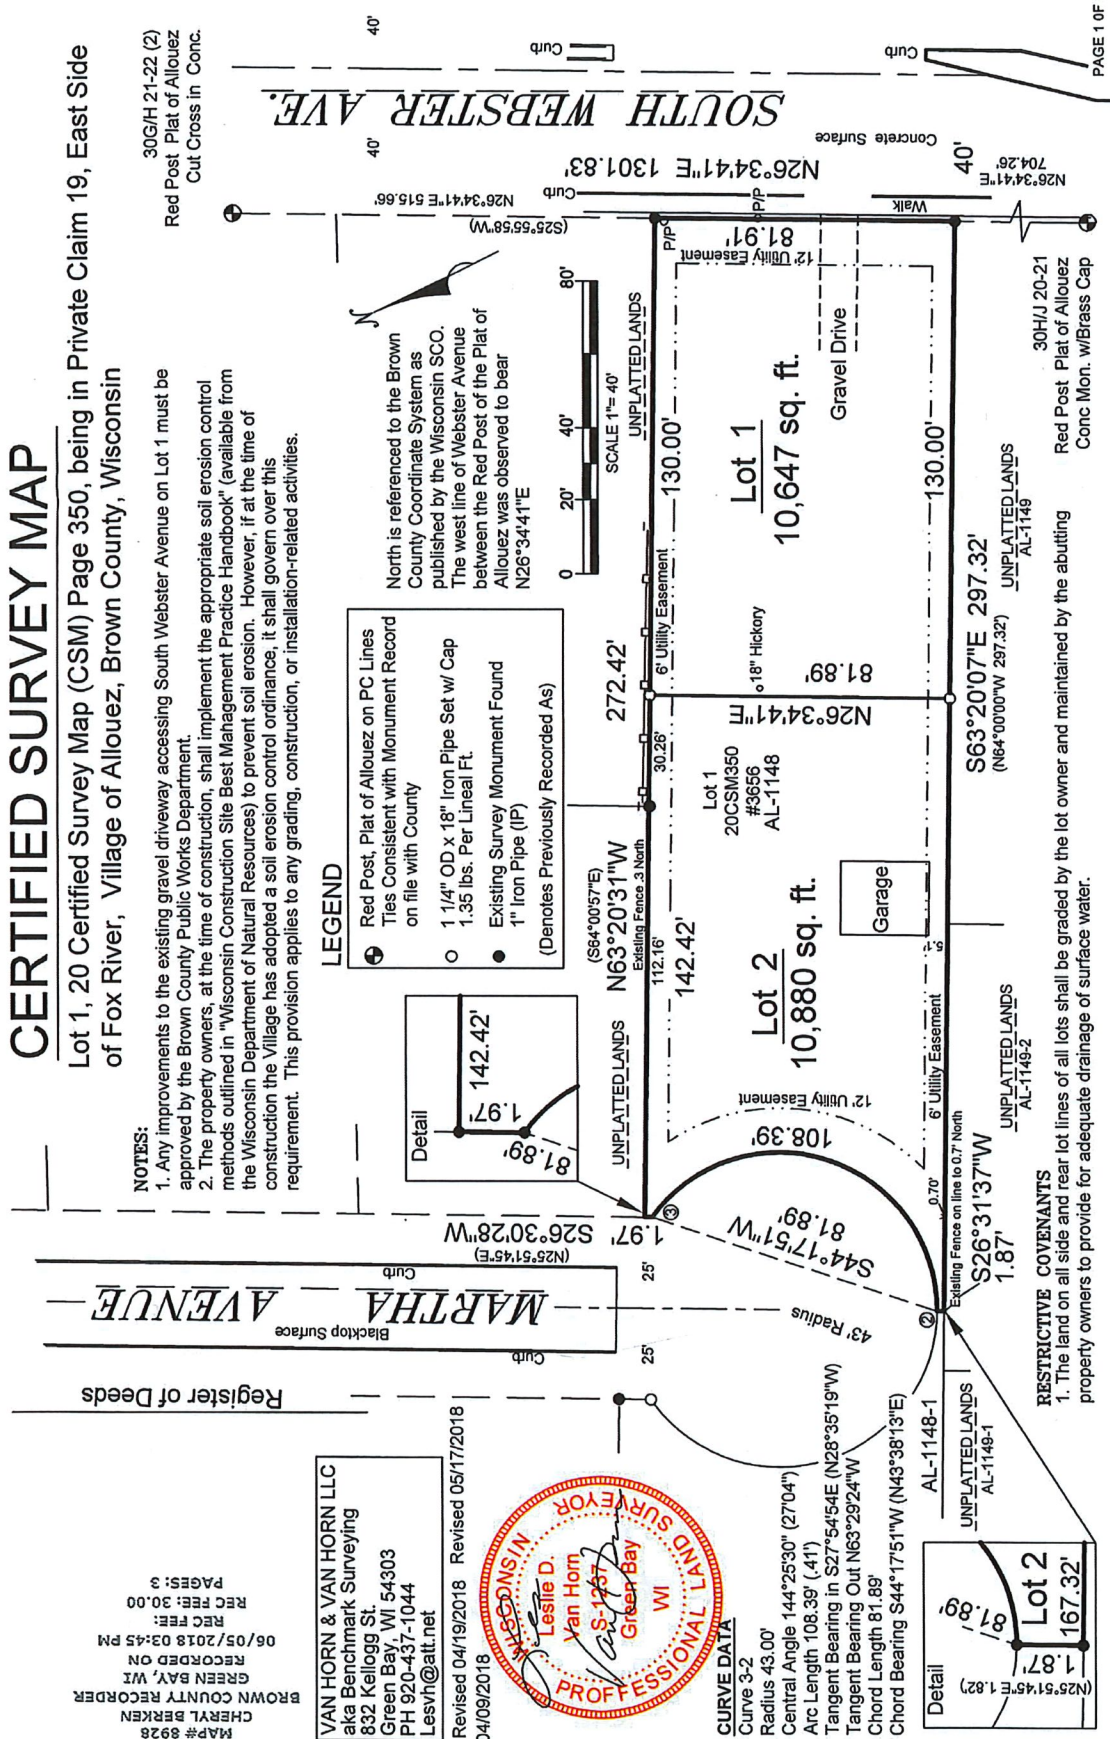 CERTIFIED SURVEY MAP
Lot 1, 20 Certified Survey Map (CSM) Page 350, being in Private Claim 19, East Side
of Fox River, Village of Allouez, Brown County, Wisconsin
NOTES:
1. Any improvements to the existing gravel driveway accessing South Webster Avenue on Lot 1 must be
approved by the Brown County Public Works Department.
2. The property owners, at the time of construction, shall implement the appropriate soil erosion control
methods outlined in "Wisconsin Construction Site Best Mahagement Practice Handbook" (available from
the Wisconsin Department of Natural Resources) to prevent soil erosion. However, if at the time of
construction the Village has adopted a soil erosion control ordinance, it shall govern over this
requirement. This provision applies to any grading, construction, or installation-related activities.
30G/H 21-22 (2)
Red Post Plat of Allouez
Cut Cross in Conc.
LEGEND
Red Post, Plat of Allouez on PC Lines
Ties Consistent with Monument Record
on file with County
1 1/4" OD x 18" Iron Pipe Set w/ Cap
1.35 lbs. Per Lineal Ft.
Existing Survey Monument Found
1" Iron Pipe (IP)
(Denotes Previously Recorded As)
North is referenced to the Brown
County Coordinate System as
published by the Wisconsin SCO.
The west line of Webster Avenue
between the Red Post of the Plat of
Allouez was observed to bear
N26°34'41"E
N
0
20'
40'
80'
SCALE 1"= 40'
MAP# 8928
CHERYL BERKEN
BROWN COUNTY RECORDER
GREEN BAY, WI
RECORDED ON
06/05/2018 03:45 PM
REC FEE:
REC FEE: 30.00
PAGES: 3
Register of Deeds
VAN HORN & VAN HORN LLC
aka Benchmark Surveying
832 Kellogg St.
Green Bay, WI 54303
PH 920-437-1044
Lesvh@att.net
Revised 04/19/2018 Revised 05/17/2018
04/09/2018
WISCONSIN
Leslie D.
Van Horn
S-1237
Green Bay
WI
PROFFESSIONAL LAND SURVEYOR
MARTHA AVENUE
Blacktop Surface
Curb
Curb
25'
25'
Detail
142.42'
1.97'
81.89'
S26°30'28"W
(N25°51'45"E)
1.97'
UNPLATTED LANDS
(S64°00'57"E)
N63°20'31"W
272.42'
Existing Fence .3 North
112.16'
30.26'
6' Utility Easement
142.42'
130.00'
UNPLATTED LANDS
3
S44°17'51"W
81.89'
108.39'
12' Utility Easement
43' Radius
2
Lot 2
10,880 sq. ft.
Garage
5.1'
Lot 1
20CSM350
#3656
AL-1148
N26°34'41"E
81.89'
18" Hickory
Lot 1
10,647 sq. ft.
Gravel Drive
130.00'
12' Utility Easement
81.91'
P/P
P/P
(S25°55'58"W)
N26°34'41"E 515.66'
N26°34'41"E 1301.83'
Curb
Walk
Concrete Surface
SOUTH WEBSTER AVE.
40'
40'
Curb
Curb
40'
N26°34'41"E
704.26'
0.70'
6' Utility Easement
Existing Fence on line to 0.7' North
S26°31'37"W
1.87'
UNPLATTED LANDS
AL-1149-2
S63°20'07"E 297.32'
(N64°00'00"W 297.32')
UNPLATTED LANDS
AL-1149
30H/J 20-21
Red Post Plat of Allouez
Conc Mon. w/Brass Cap
AL-1148-1
UNPLATTED LANDS
AL-1149-1
CURVE DATA
Curve 3-2
Radius 43.00'
Central Angle 144°25'30" (27'04")
Arc Length 108.39' (.41')
Tangent Bearing in S27°54'54E (N28°35'19"W)
Tangent Bearing Out N63°29'24"W
Chord Length 81.89'
Chord Bearing S44°17'51"W (N43°38'13"E)
Detail
81.89'
Lot 2
1.87'
167.32'
(N25°51'45"E 1.82')
RESTRICTIVE COVENANTS
1. The land on all side and rear lot lines of all lots shall be graded by the lot owner and maintained by the abutting
property owners to provide for adequate drainage of surface water.
PAGE 1 OF